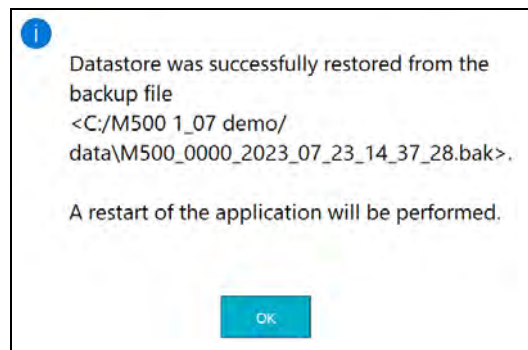 i
Datastore was successfully restored from the
backup file
<C:/M500 1_07 demo/
data\M500_0000_2023_07_23_14_37_28.bak>.
A restart of the application will be performed.
OK